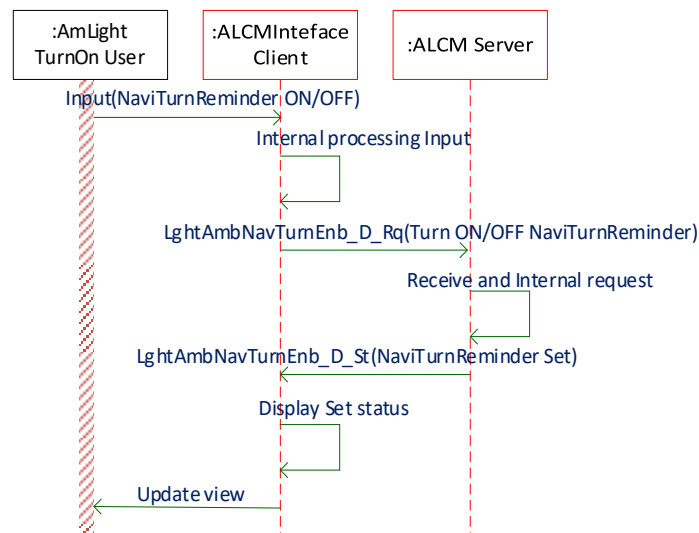 :AmLight
TurnOn User
:ALCMInteface
Client
:ALCM Server
Input(NaviTurnReminder ON/OFF)
Internal processing Input
LghtAmbNavTurnEnb_D_Rq(Turn ON/OFF NaviTurnReminder)
Receive and Internal request
LghtAmbNavTurnEnb_D_St(NaviTurnReminder Set)
Display Set status
Update view